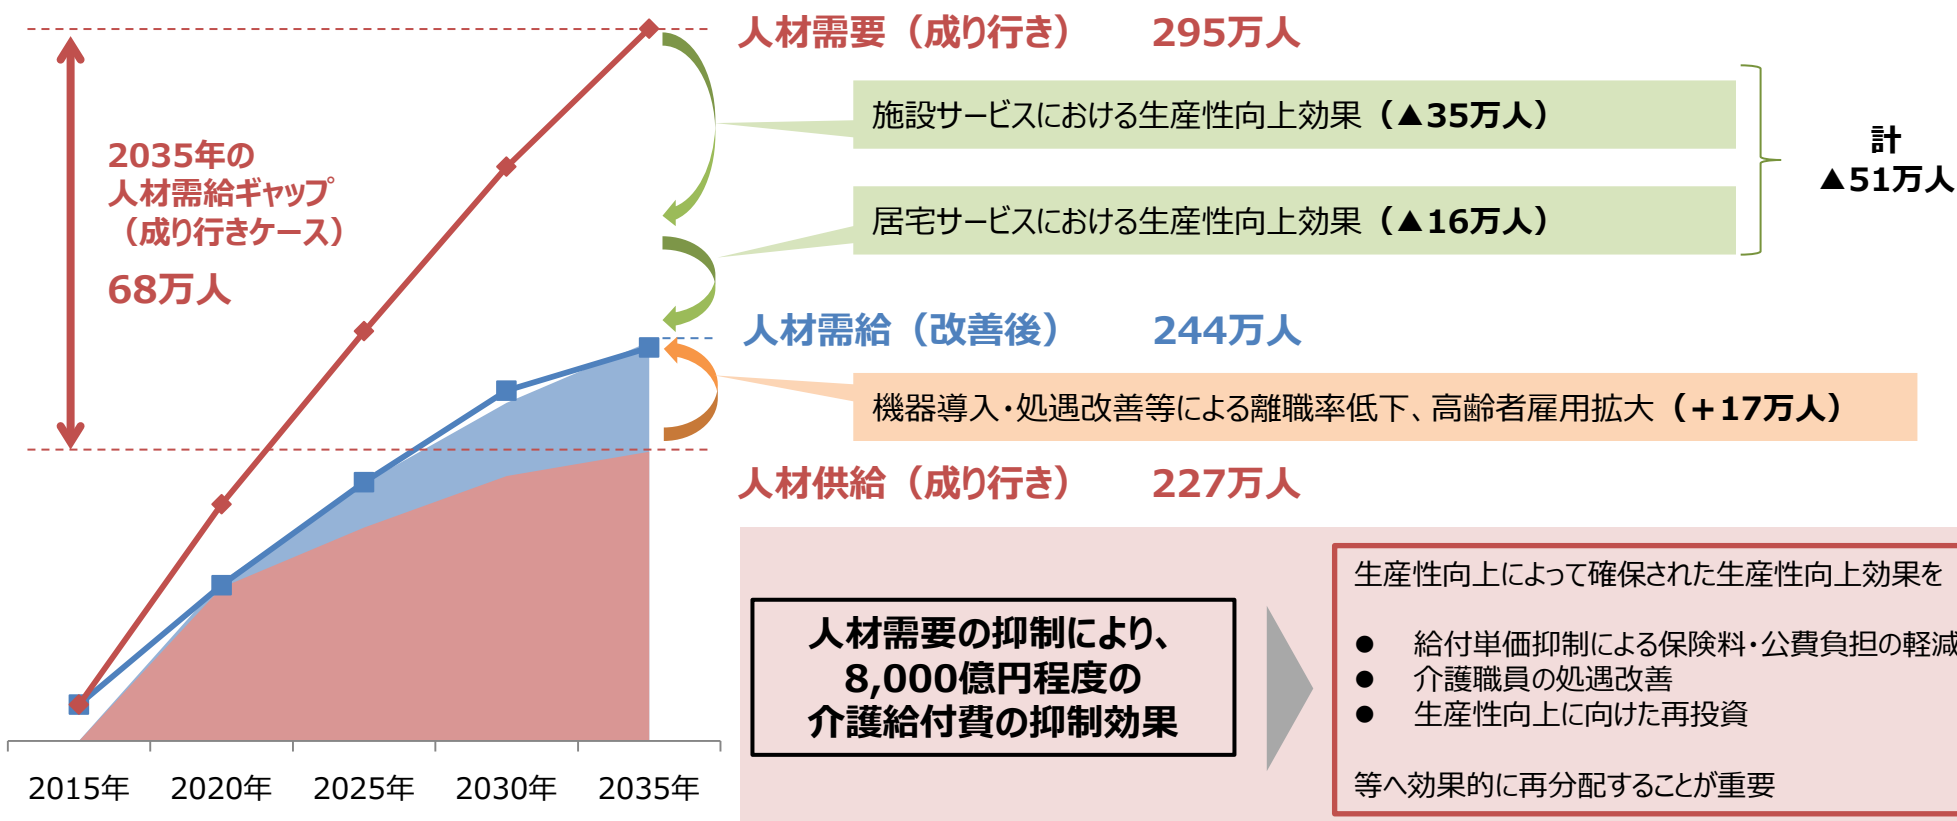 人材需要（成り行き）　295万人
施設サービスにおける生産性向上効果（▲35万人）
居宅サービスにおける生産性向上効果（▲16万人）
計
▲51万人
2035年の
人材需給ギャップ
（成り行きケース）
68万人
人材需給（改善後）　244万人
機器導入・処遇改善等による離職率低下、高齢者雇用拡大（＋17万人）
人材供給（成り行き）　227万人
2015年　2020年　2025年　2030年　2035年
人材需要の抑制により、
8,000億円程度の
介護給付費の抑制効果
生産性向上によって確保された生産性向上効果を
● 給付単価抑制による保険料・公費負担の軽減
● 介護職員の処遇改善
● 生産性向上に向けた再投資
等へ効果的に再分配することが重要